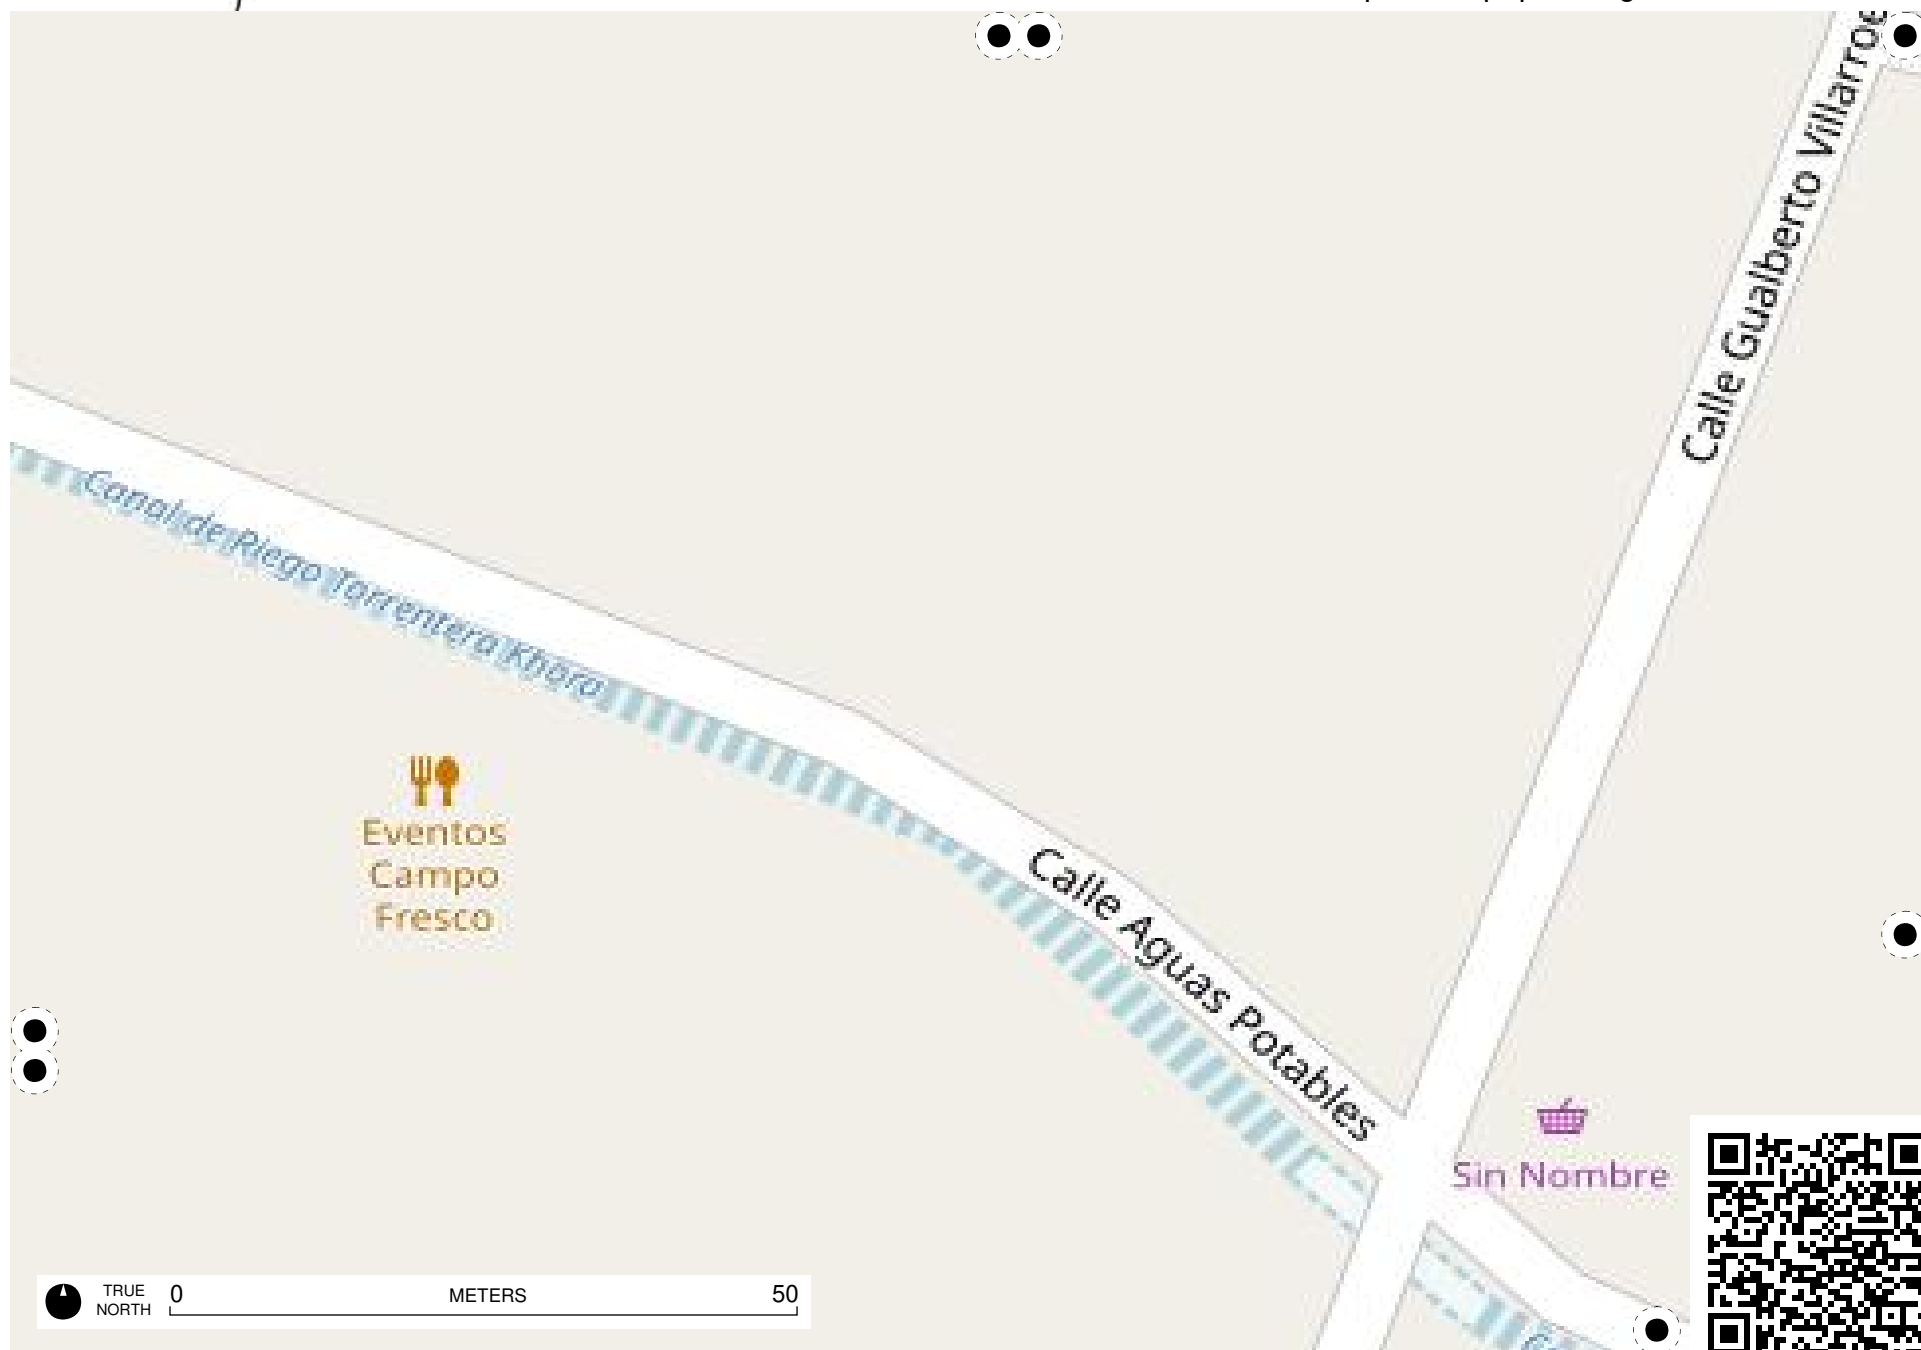 Calle Gualberto Villarroe
Canal de Riego Torrentera Khora
Eventos
Campo
Fresco
Calle Aguas Potables
Sin Nombre
TRUE
NORTH
0 METERS 50